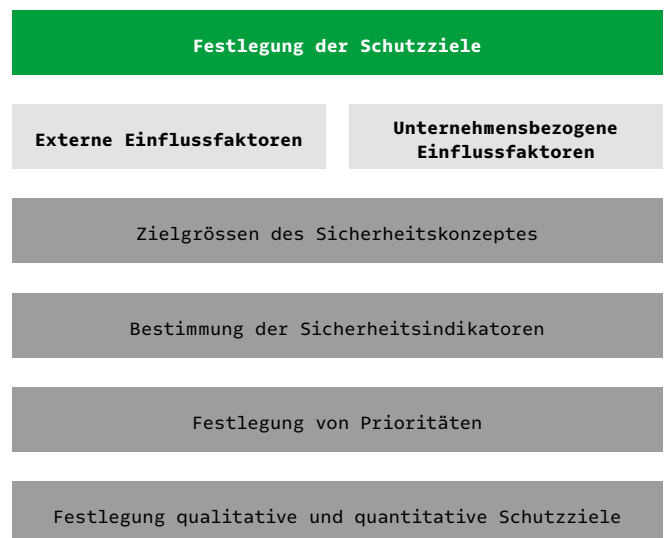 Festlegung der Schutzziele
Externe Einflussfaktoren
Unternehmensbezogene
Einflussfaktoren
Zielgrössen des Sicherheitskonzeptes
Bestimmung der Sicherheitsindikatoren
Festlegung von Prioritäten
Festlegung qualitative und quantitative Schutzziele